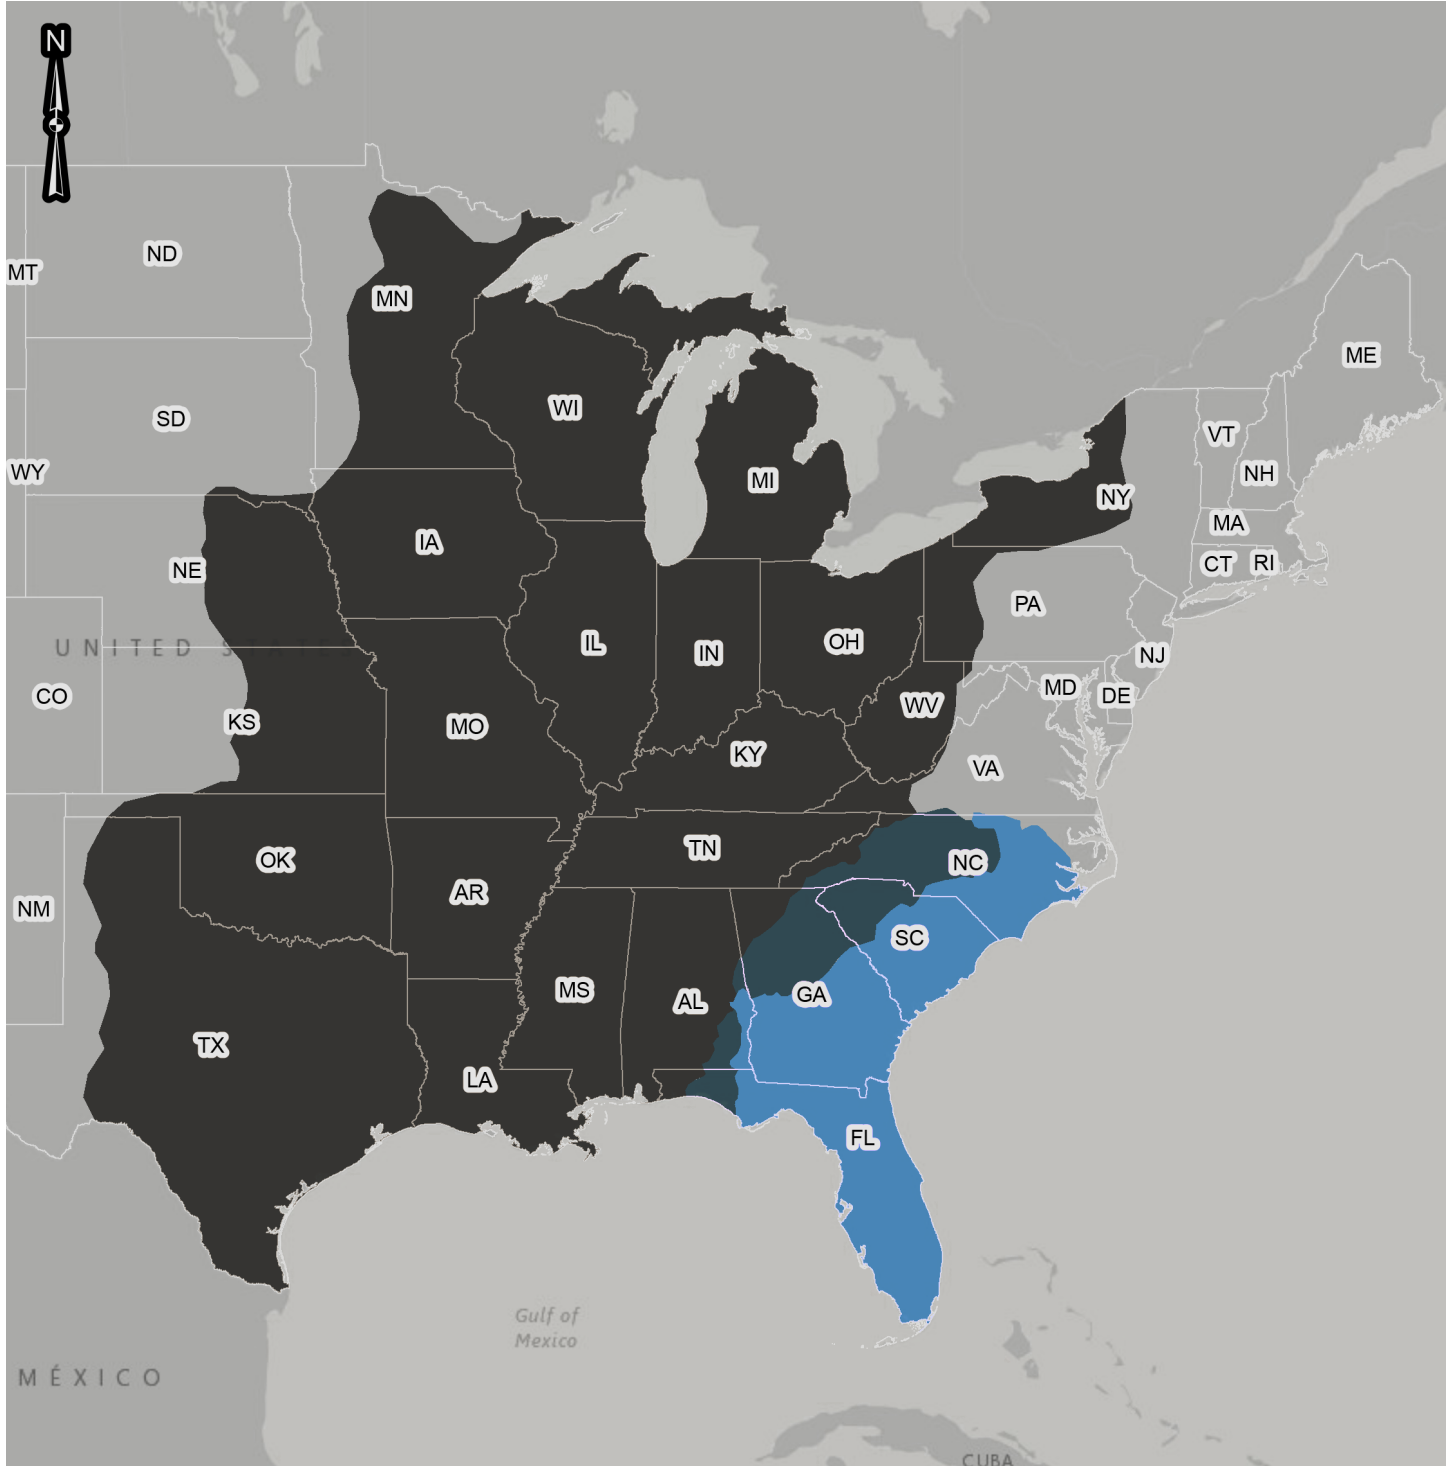 N
ND
MT
MN
ME
SD
WI
VT
WY
NH
MI
NY
MA
IA
CT
RI
NE
PA
UNITED STATES
IL
IN
OH
NJ
CO
WV
MD
DE
KS
MO
KY
VA
TN
OK
NC
AR
NM
SC
MS
AL
GA
TX
LA
FL
Gulf of
Mexico
MÉXICO
CUBA